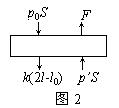 p₀S F
k(2l-l₀) p′S
图 2